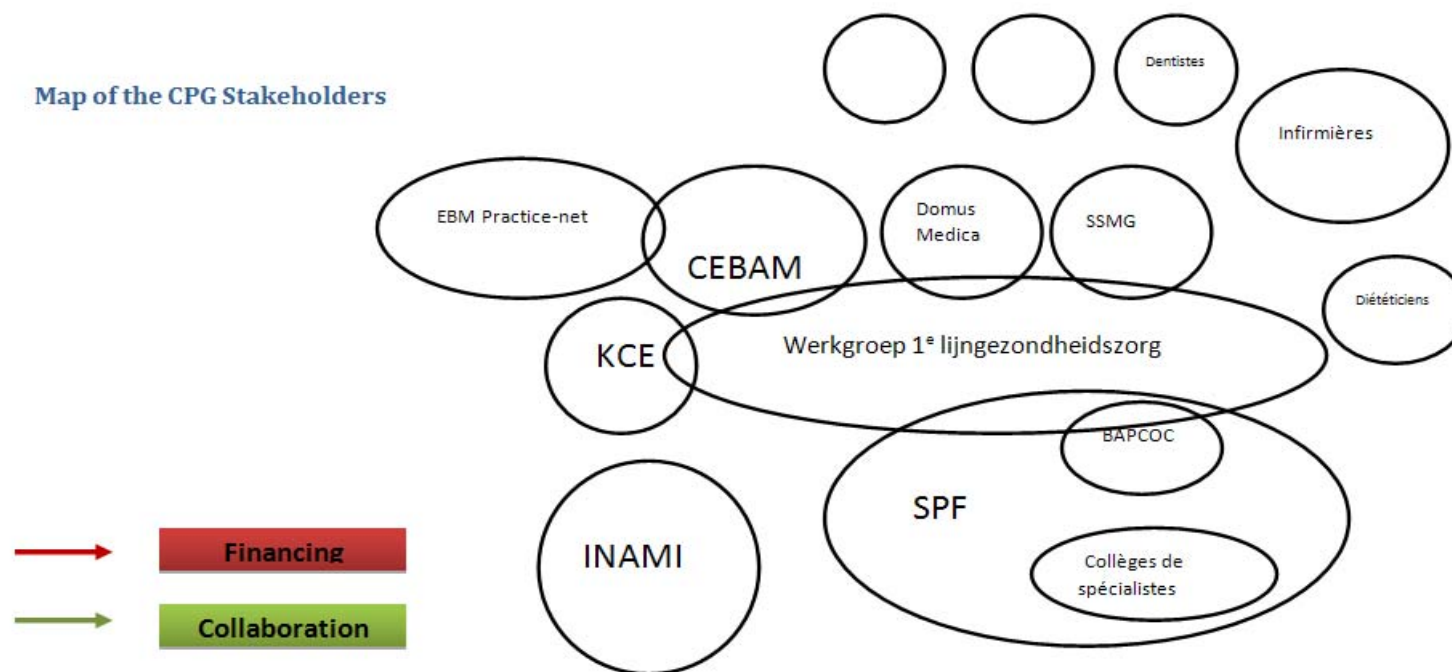 Map of the CPG Stakeholders
Dentistes
Infirmières
EBM Practice-net
CEBAM
Domus
Medica
SSMG
Diététiciens
KCE
Werkgroep 1e lijngezondheidszorg
BAPCOC
SPF
INAMI
Collèges de
spécialistes
Financing
Collaboration